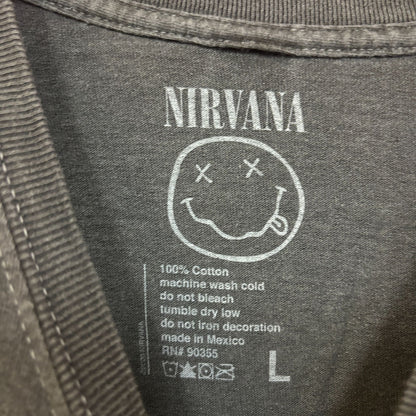 NIRVANA
100% Cotton
machine wash cold
do not bleach
tumble dry low
do not iron decoration
made in Mexico
RN# 90355
L